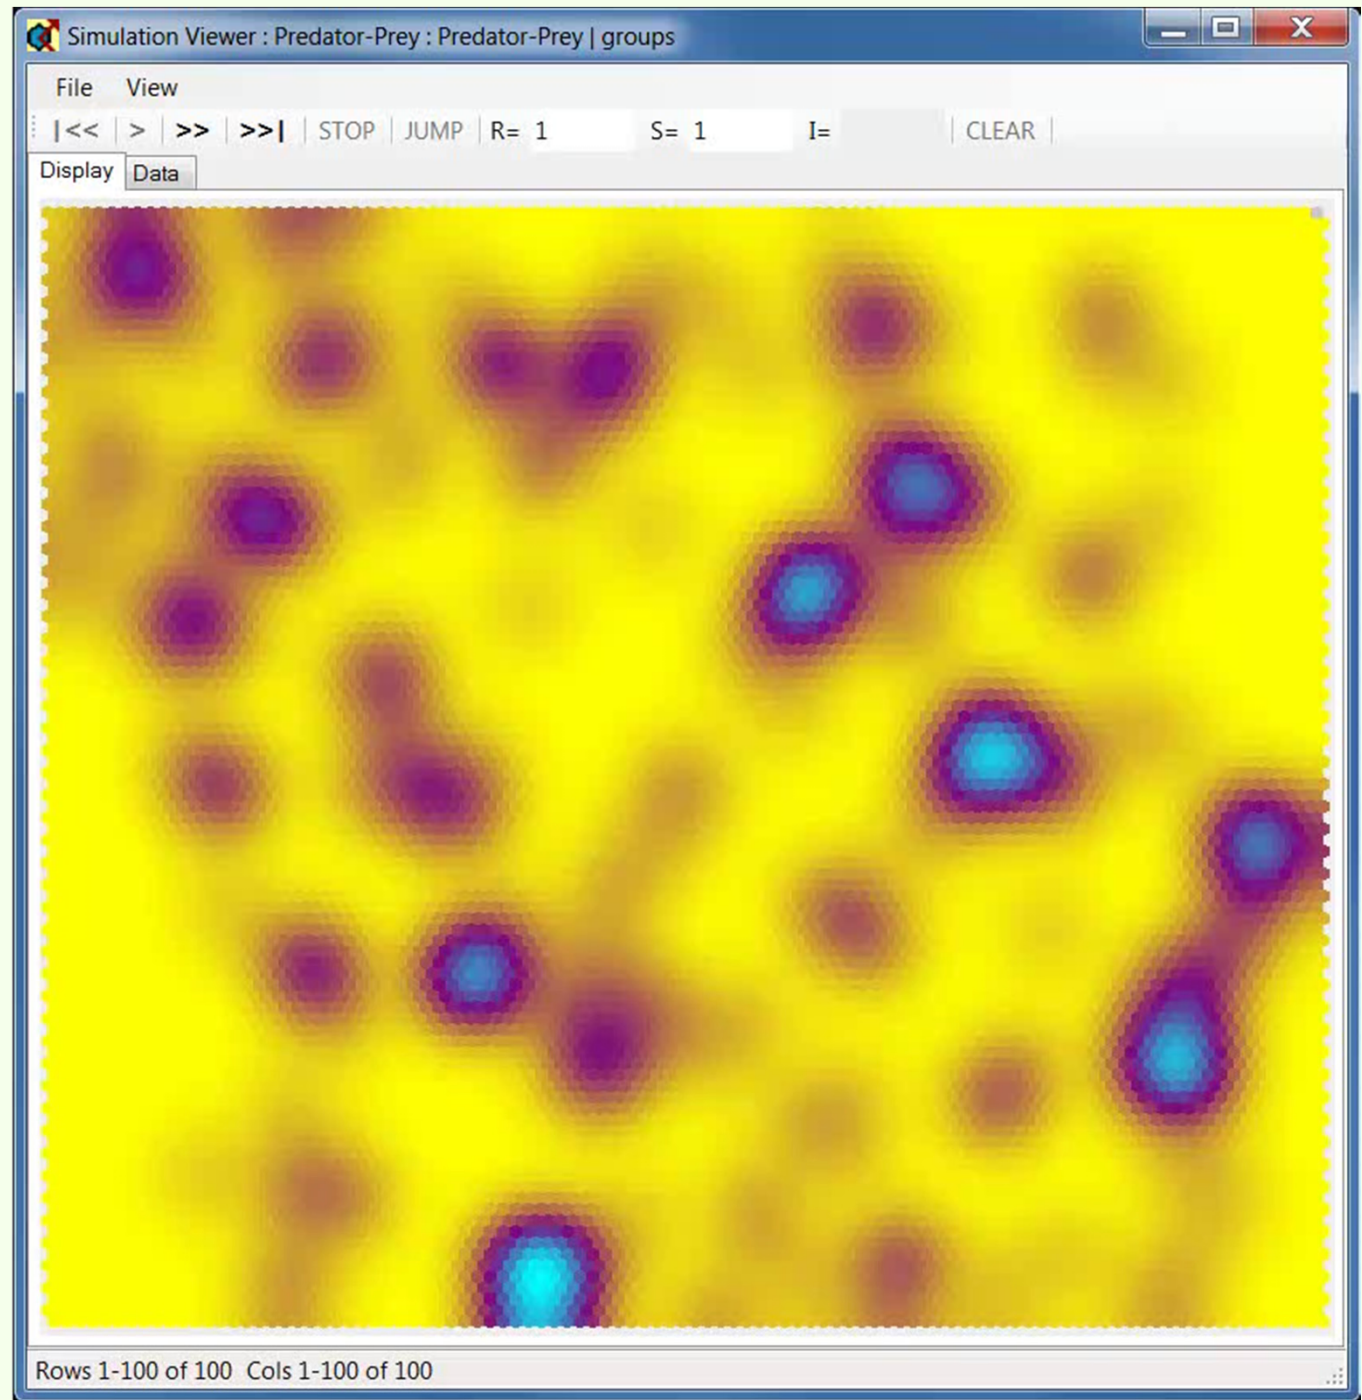 Simulation Viewer : Predator-Prey : Predator-Prey | groups
File View
|<< > >> >>| STOP JUMP R= 1 S= 1 I= CLEAR
Display Data
Rows 1-100 of 100 Cols 1-100 of 100